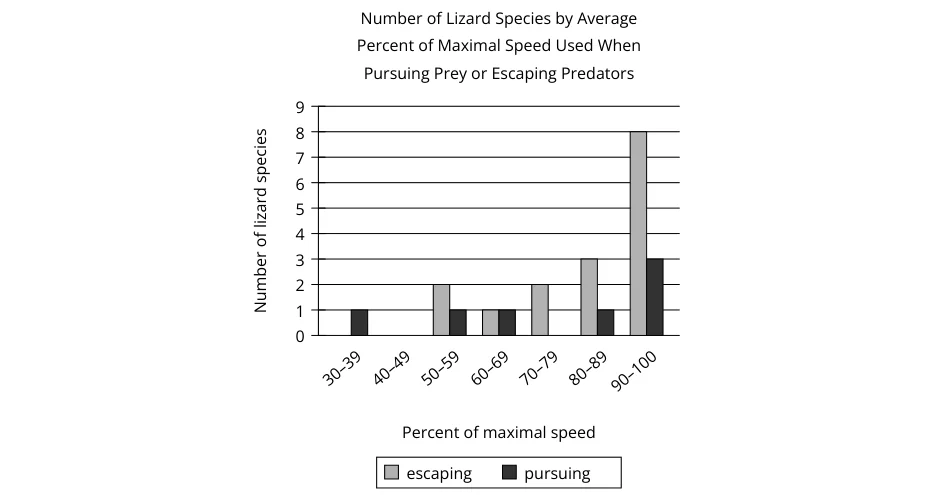 Number of Lizard Species by Average
Percent of Maximal Speed Used When
Pursuing Prey or Escaping Predators
Number of lizard species
9
8
7
6
5
4
3
2
1
0
30–39
40–49
50–59
60–69
70–79
80–89
90–100
Percent of maximal speed
escaping
pursuing